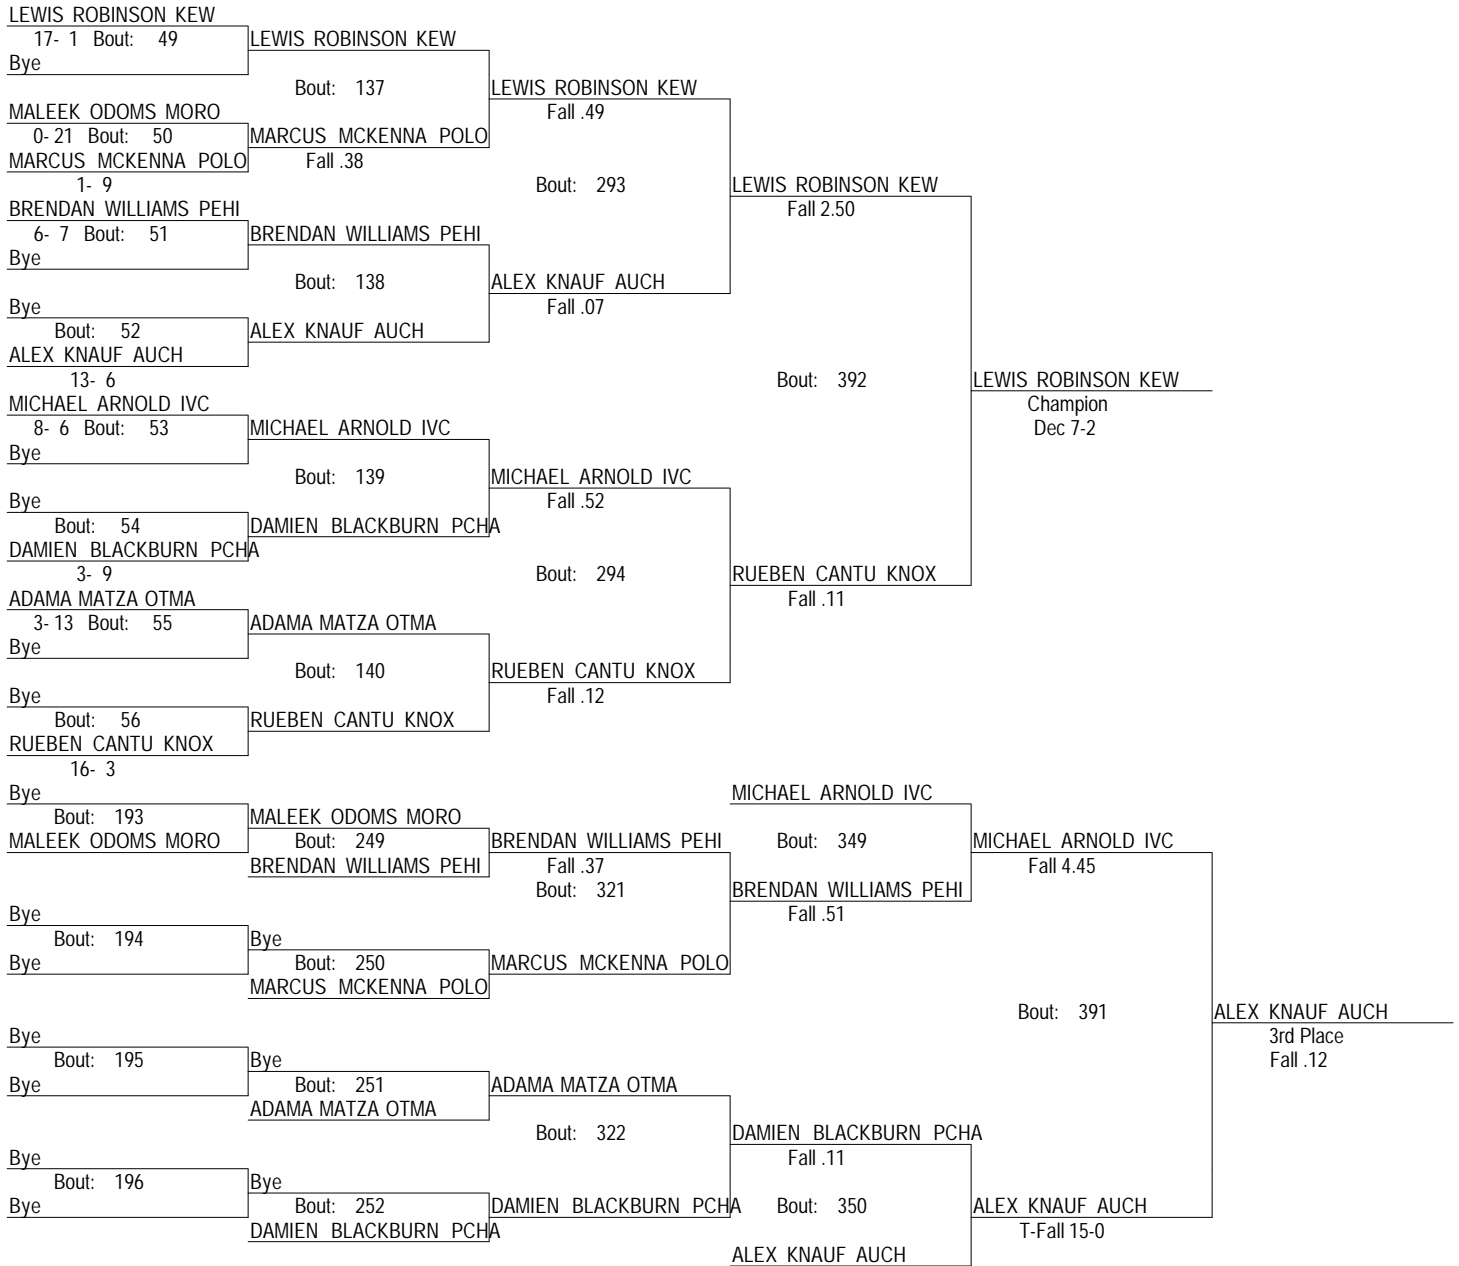 LEWIS ROBINSON KEW
17- 1 Bout: 49
LEWIS ROBINSON KEW
Bye
Bout: 137
LEWIS ROBINSON KEW
MALEEK ODOMS MORO
Fall .49
0- 21 Bout: 50
MARCUS MCKENNA POLO
MARCUS MCKENNA POLO
Fall .38
1- 9
Bout: 293
LEWIS ROBINSON KEW
BRENDAN WILLIAMS PEHI
Fall 2.50
6- 7 Bout: 51
BRENDAN WILLIAMS PEHI
Bye
Bout: 138
ALEX KNAUF AUCH
Bye
Fall .07
Bout: 52
ALEX KNAUF AUCH
ALEX KNAUF AUCH
13- 6
Bout: 392
LEWIS ROBINSON KEW
MICHAEL ARNOLD IVC
Champion
8- 6 Bout: 53
MICHAEL ARNOLD IVC
Dec 7-2
Bye
Bout: 139
MICHAEL ARNOLD IVC
Bye
Fall .52
Bout: 54
DAMIEN BLACKBURN PCHA
DAMIEN BLACKBURN PCHA
3- 9
Bout: 294
RUEBEN CANTU KNOX
ADAMA MATZA OTMA
Fall .11
3- 13 Bout: 55
ADAMA MATZA OTMA
Bye
Bout: 140
RUEBEN CANTU KNOX
Bye
Fall .12
Bout: 56
RUEBEN CANTU KNOX
RUEBEN CANTU KNOX
16- 3
Bye
MICHAEL ARNOLD IVC
Bout: 193
MALEEK ODOMS MORO
MALEEK ODOMS MORO
Bout: 249
BRENDAN WILLIAMS PEHI
Bout: 349
MICHAEL ARNOLD IVC
BRENDAN WILLIAMS PEHI
Fall .37
Fall 4.45
Bout: 321
BRENDAN WILLIAMS PEHI
Bye
Fall .51
Bout: 194
Bye
Bye
Bout: 250
MARCUS MCKENNA POLO
MARCUS MCKENNA POLO
Bout: 391
ALEX KNAUF AUCH
Bye
3rd Place
Bout: 195
Bye
Fall .12
Bye
Bout: 251
ADAMA MATZA OTMA
ADAMA MATZA OTMA
Bout: 322
DAMIEN BLACKBURN PCHA
Bye
Fall .11
Bout: 196
Bye
Bye
Bout: 252
DAMIEN BLACKBURN PCHA
Bout: 350
ALEX KNAUF AUCH
DAMIEN BLACKBURN PCHA
T-Fall 15-0
ALEX KNAUF AUCH